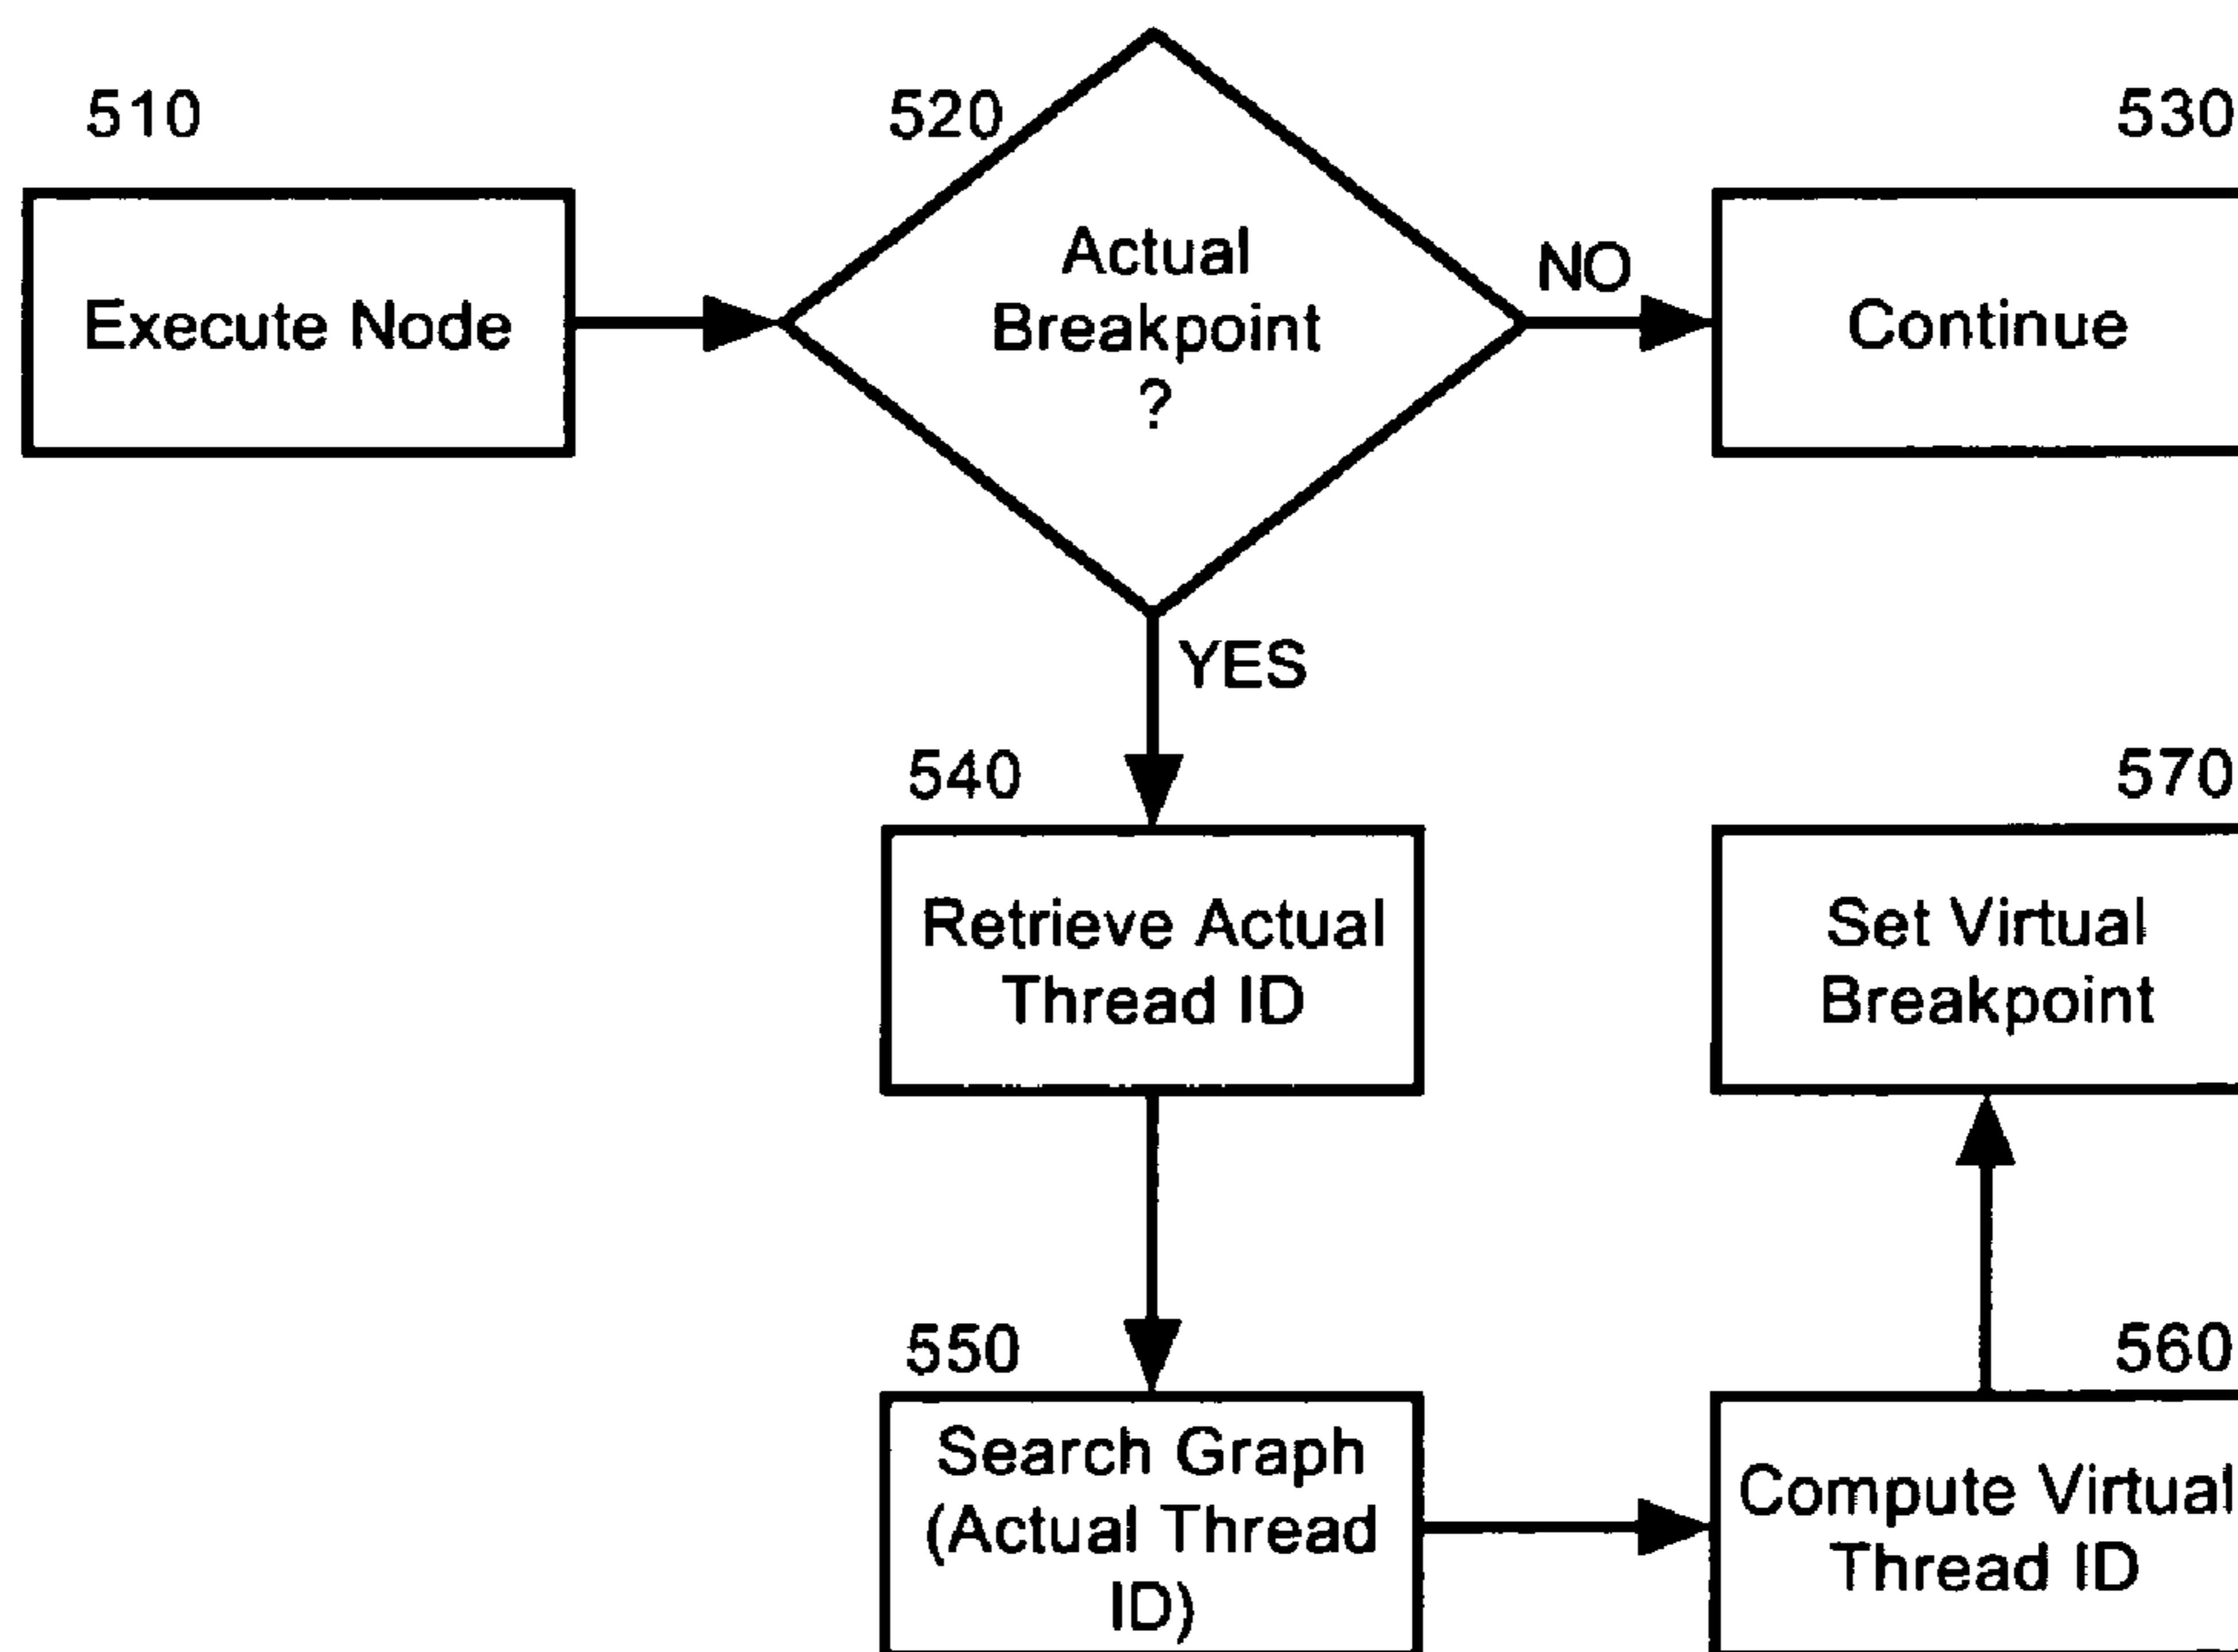 510
520
530
Execute Node
Actual
Breakpoint
?
NO
Continue
YES
540
570
Retrieve Actual
Thread ID
Set Virtual
Breakpoint
550
560
Search Graph
(Actual Thread
ID)
Compute Virtual
Thread ID